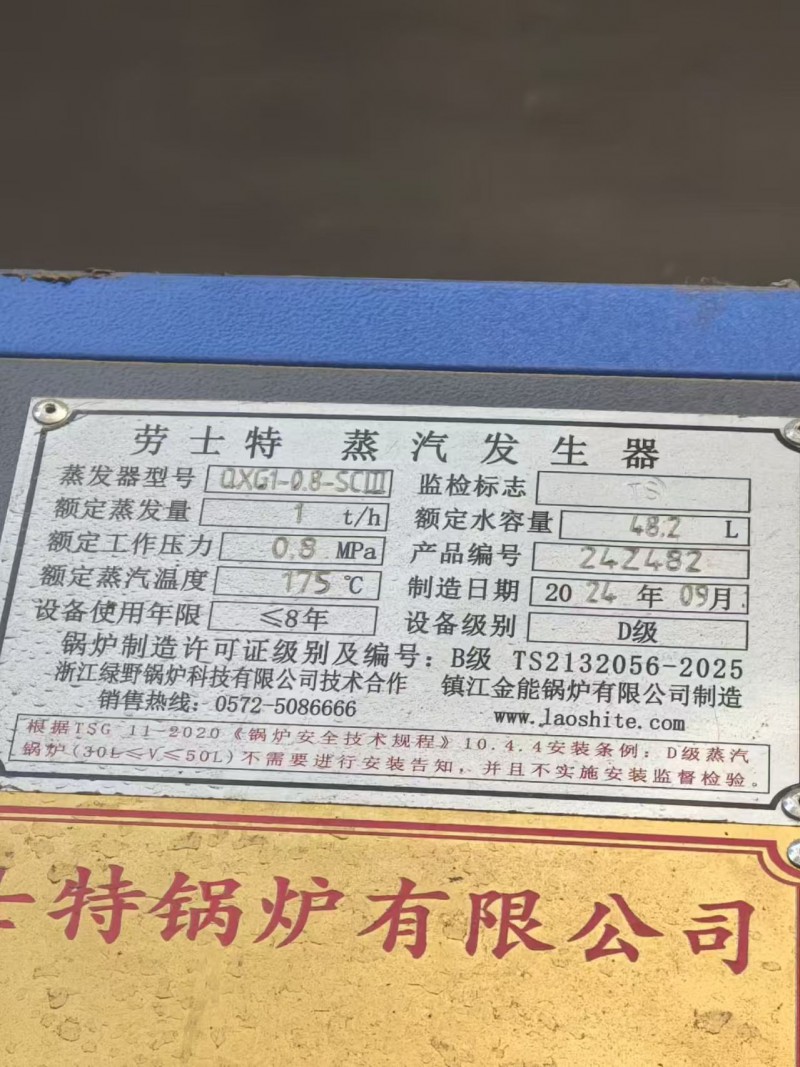 劳士特 蒸汽发生器
蒸发器型号 QXG1-0.8-SCIII 监检标志 TS
额定蒸发量 1 t/h 额定水容量 48.2 L
额定工作压力 0.8 MPa 产品编号 24Z482
额定蒸汽温度 175 ℃ 制造日期 2024年09月
设备使用年限 ≤8年 设备级别 D级
锅炉制造许可证级别及编号：B级 TS2132056-2025
浙江绿野锅炉科技有限公司技术合作 镇江金能锅炉有限公司制造
销售热线：0572-5086666 www.laoshite.com
根据TSG 11-2020《锅炉安全技术规程》10.4.4安装条例：D级蒸汽
锅炉(30L≤V≤50L)不需要进行安装告知，并且不实施安装监督检验。
士特锅炉有限公司